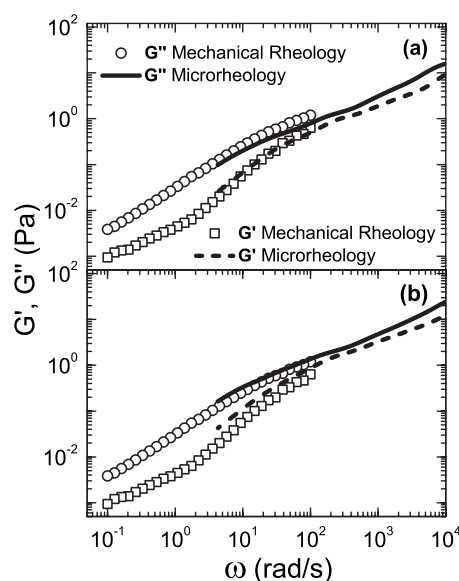 10²
G'' Mechanical Rheology
(a)
G'' Microrheology
10⁰
10⁻²
G' Mechanical Rheology
G' Microrheology
10²
(b)
10⁰
10⁻²
G', G'' (Pa)
10⁻¹ 10⁰ 10¹ 10² 10³ 10⁴
ω (rad/s)